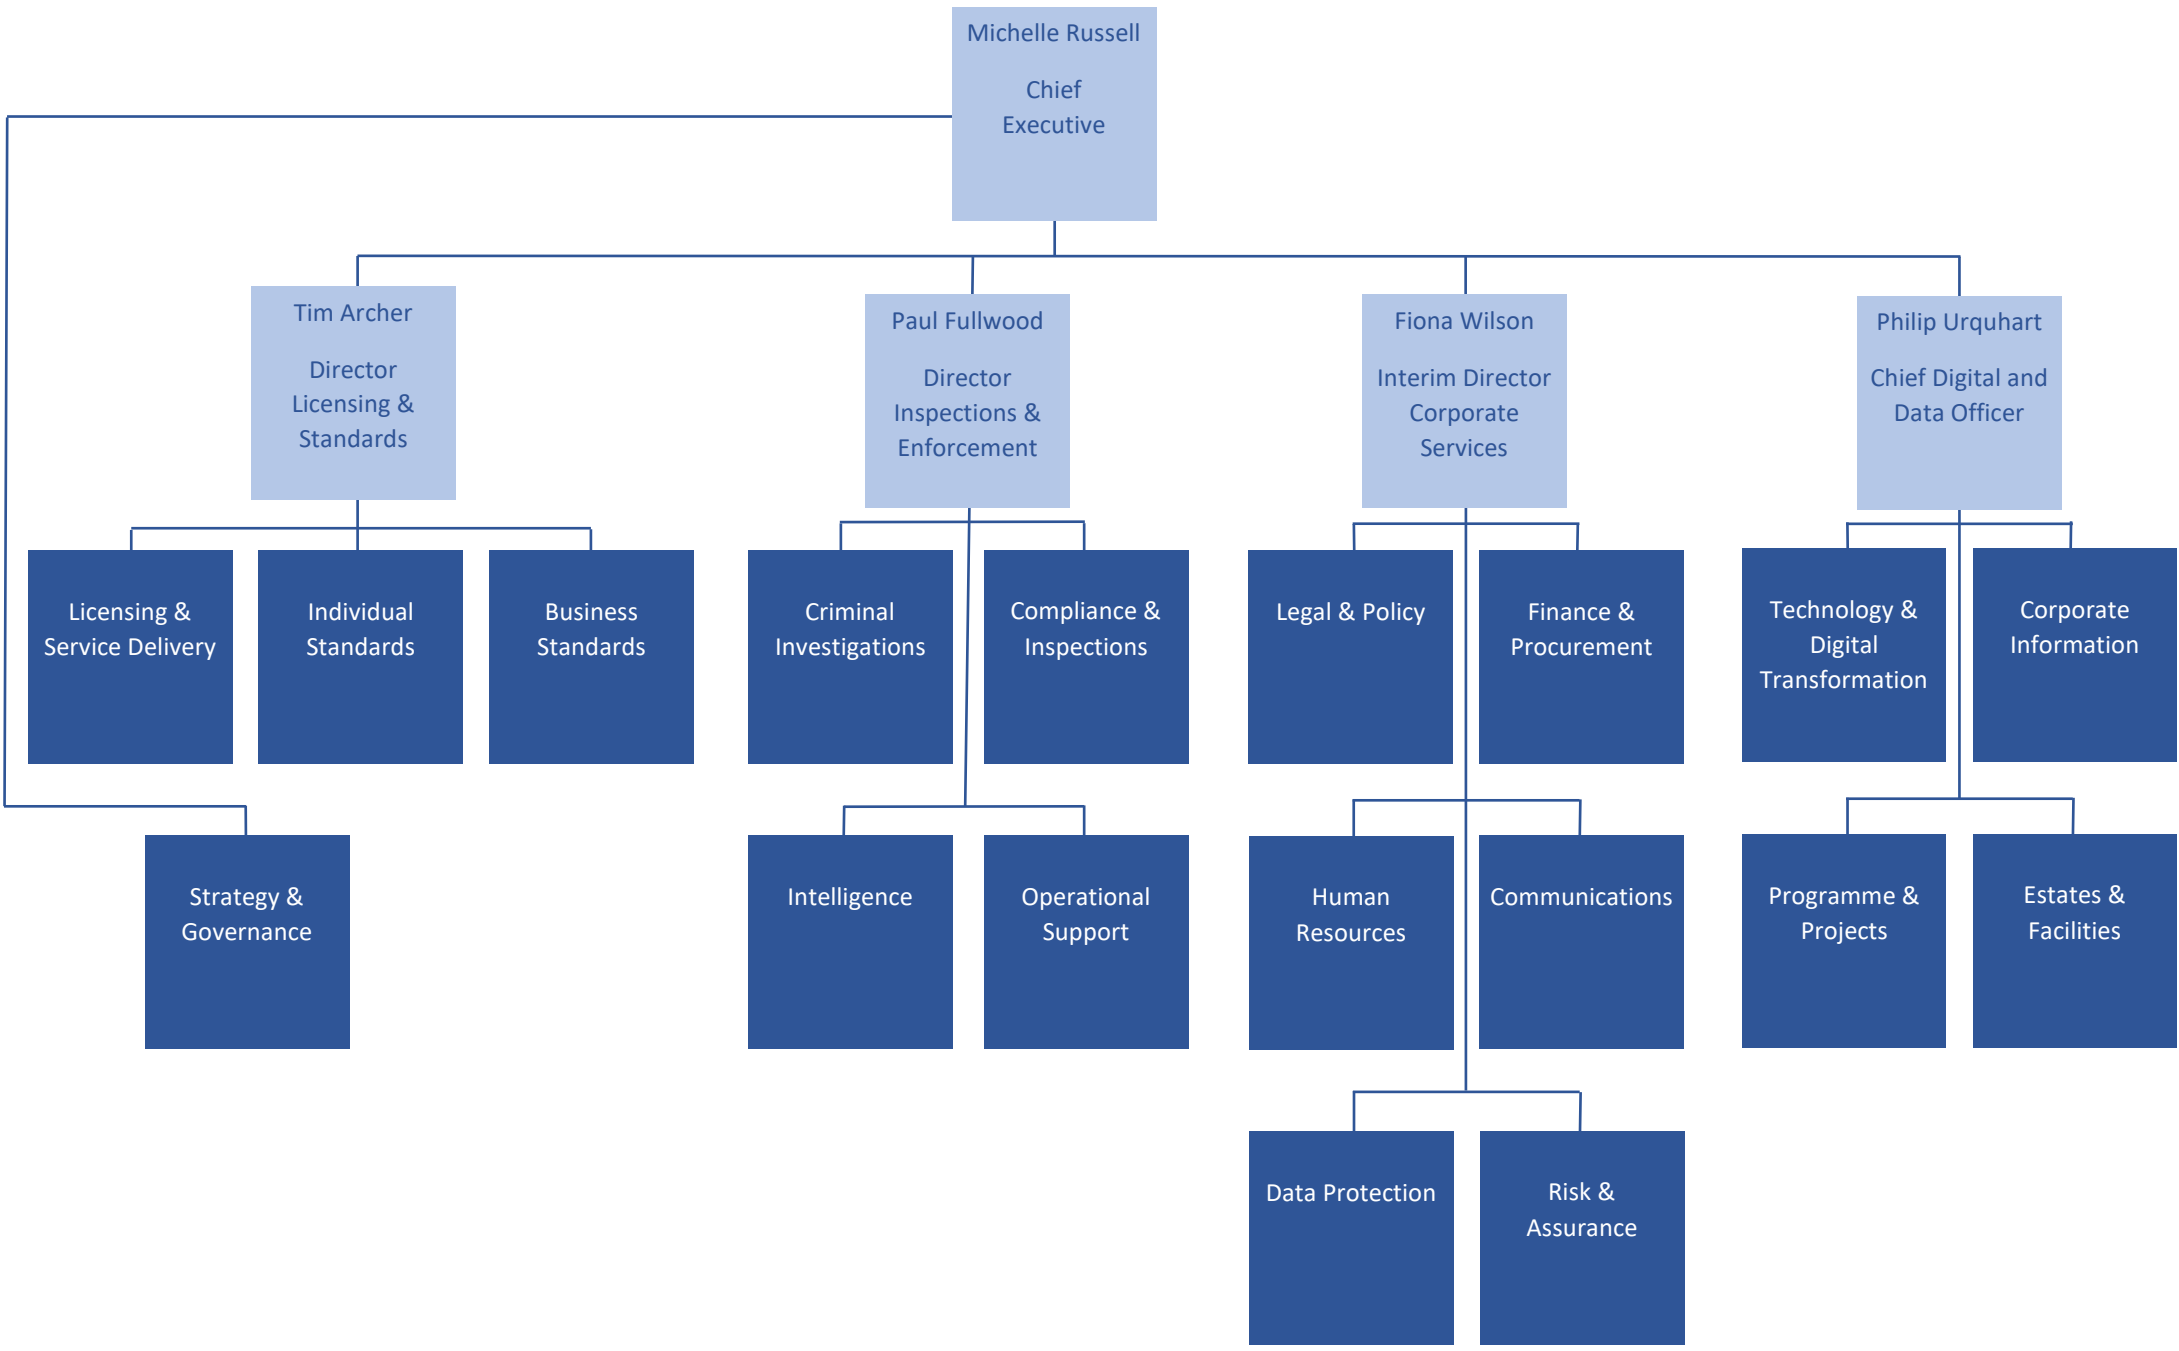 Michelle Russell
Chief
Executive
Tim Archer
Director
Licensing &
Standards
Paul Fullwood
Director
Inspections &
Enforcement
Fiona Wilson
Interim Director
Corporate
Services
Philip Urquhart
Chief Digital and
Data Officer
Licensing &
Service Delivery
Individual
Standards
Business
Standards
Criminal
Investigations
Compliance &
Inspections
Legal & Policy
Finance &
Procurement
Technology &
Digital
Transformation
Corporate
Information
Strategy &
Governance
Intelligence
Operational
Support
Human
Resources
Communications
Programme &
Projects
Estates &
Facilities
Data Protection
Risk &
Assurance